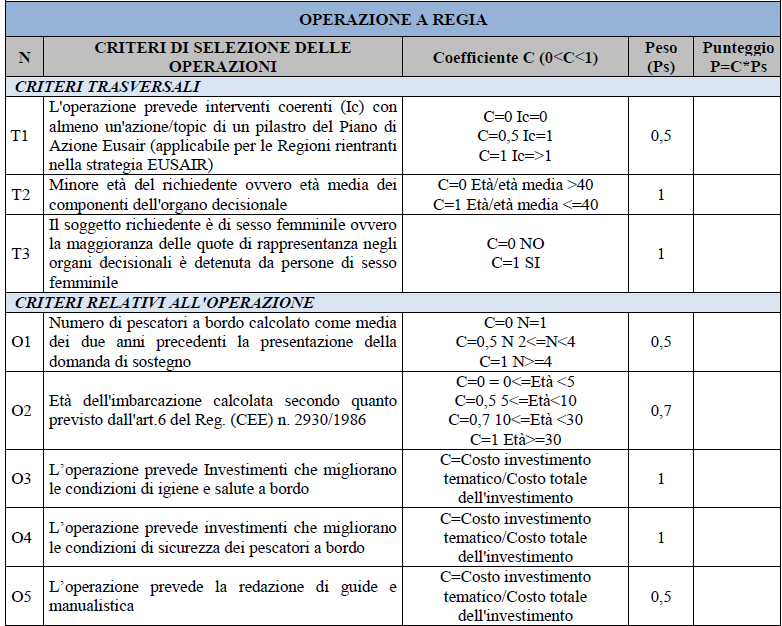 OPERAZIONE A REGIA
N
CRITERI DI SELEZIONE DELLE
OPERAZIONI
Coefficiente C (0<C<1)
Peso
(Ps)
Punteggio
P=C*Ps
CRITERI TRASVERSALI
T1
L'operazione prevede interventi coerenti (Ic) con
almeno un'azione/topic di un pilastro del Piano di
Azione Eusair (applicabile per le Regioni rientranti
nella strategia EUSAIR)
C=0 Ic=0
C=0,5 Ic=1
C=1 Ic=>1
0,5
T2
Minore età del richiedente ovvero età media dei
componenti dell'organo decisionale
C=0 Età/età media >40
C=1 Età/età media <=40
1
T3
Il soggetto richiedente è di sesso femminile ovvero
la maggioranza delle quote di rappresentanza negli
organi decisionali è detenuta da persone di sesso
femminile
C=0 NO
C=1 SI
1
CRITERI RELATIVI ALL'OPERAZIONE
O1
Numero di pescatori a bordo calcolato come media
dei due anni precedenti la presentazione della
domanda di sostegno
C=0 N=1
C=0,5 N 2<=N<4
C=1 N>=4
0,5
O2
Età dell'imbarcazione calcolata secondo quanto
previsto dall'art.6 del Reg. (CEE) n. 2930/1986
C=0 = 0<=Età <5
C=0,5 5<=Età<10
C=0,7 10<=Età <30
C=1 Età>=30
0,7
O3
L'operazione prevede Investimenti che migliorano
le condizioni di igiene e salute a bordo
C=Costo investimento
tematico/Costo totale
dell'investimento
1
O4
L'operazione prevede investimenti che migliorano
le condizioni di sicurezza dei pescatori a bordo
C=Costo investimento
tematico/Costo totale
dell'investimento
1
O5
L'operazione prevede la redazione di guide e
manualistica
C=Costo investimento
tematico/Costo totale
dell'investimento
0,5